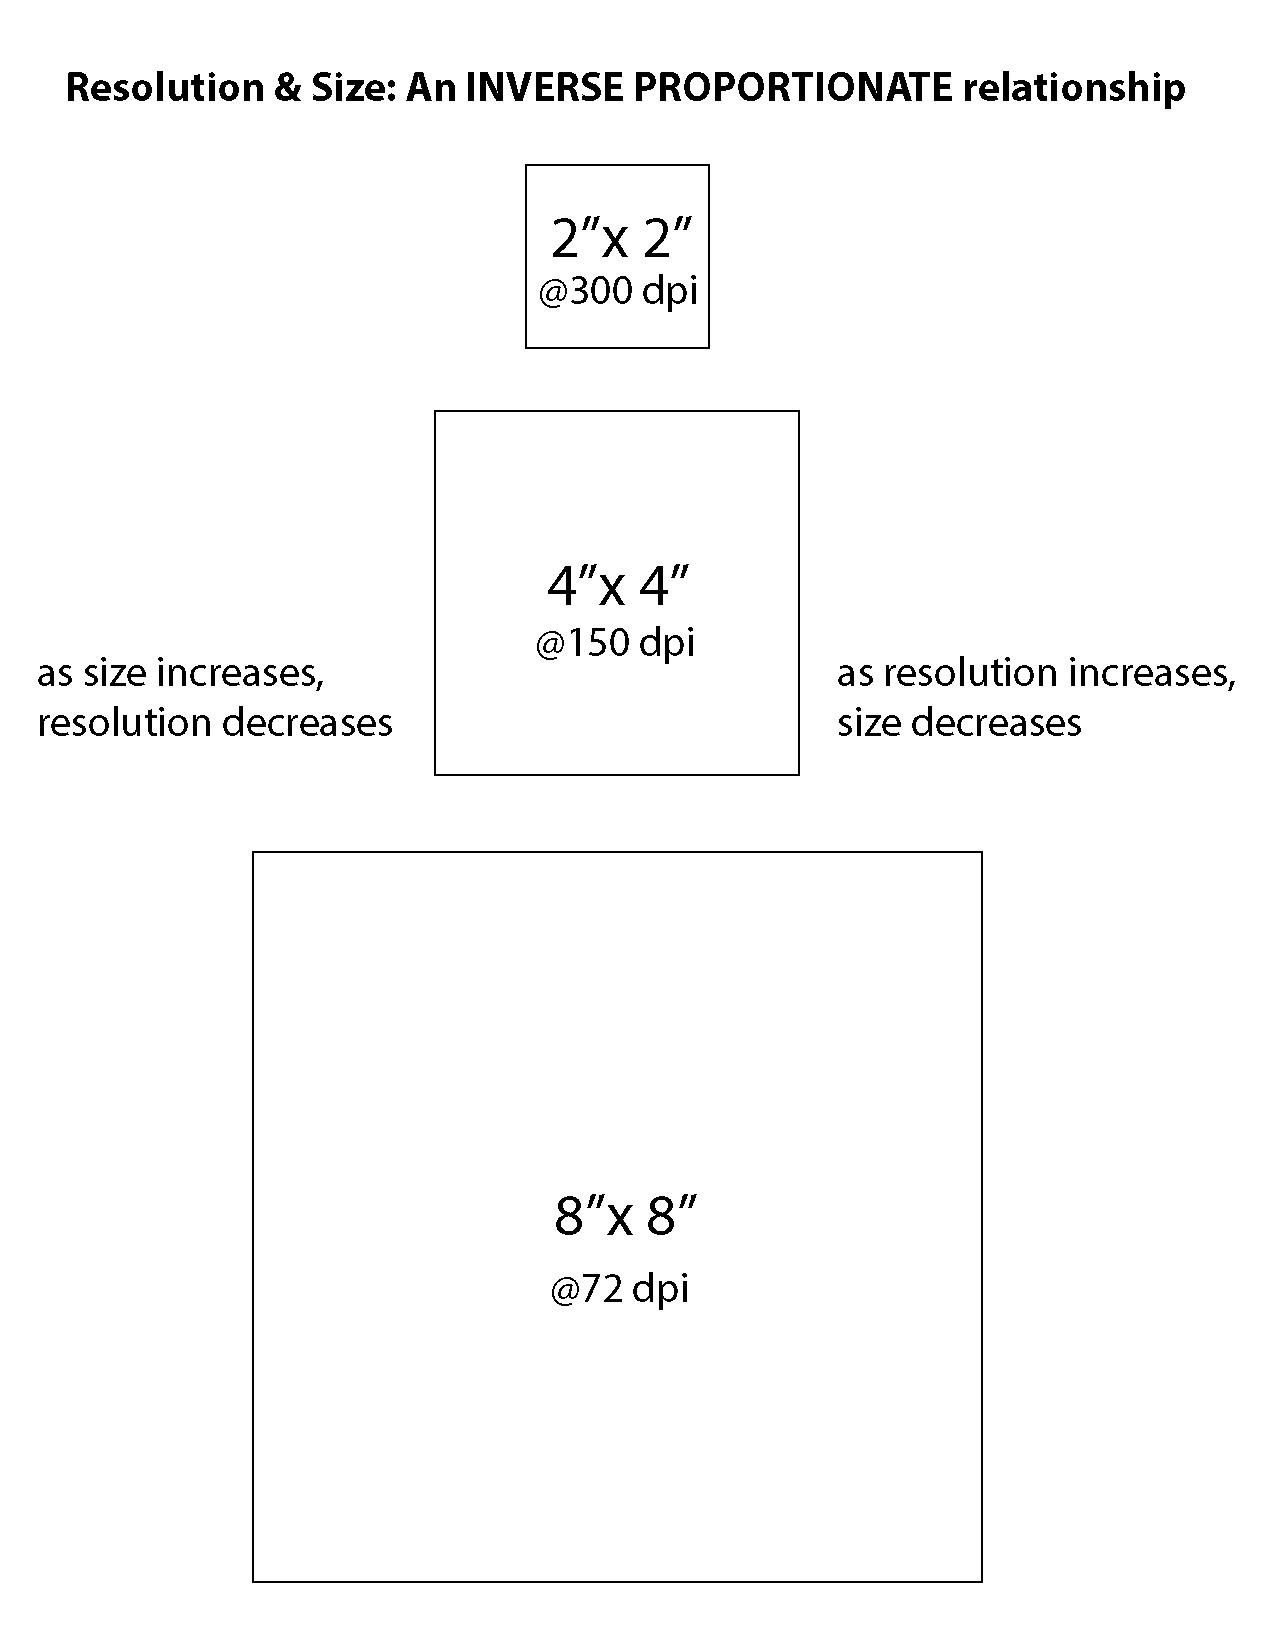 Resolution & Size: An INVERSE PROPORTIONATE relationship
2”x 2”
@300 dpi
4”x 4”
@150 dpi
as size increases,
resolution decreases
as resolution increases,
size decreases
8”x 8”
@72 dpi